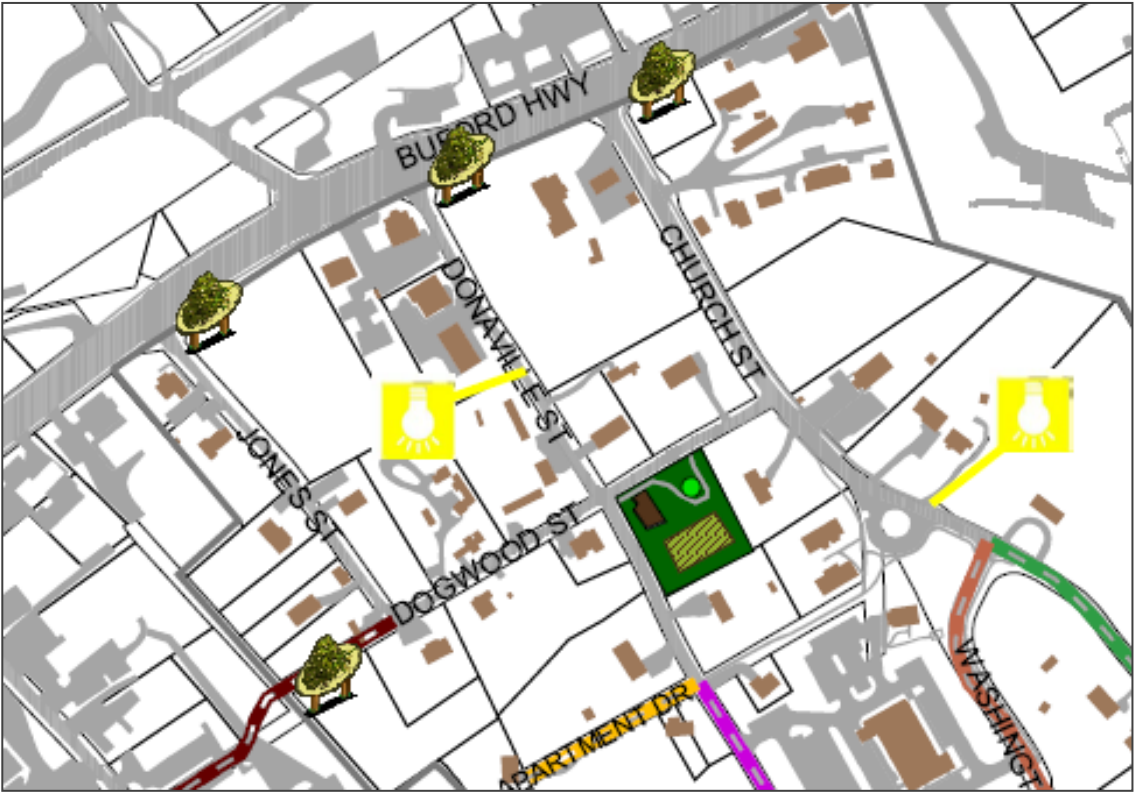 BUFORD HWY
CHURCH ST
DONAVILLE ST
JONES ST
DOGWOOD ST
APARTMENT DR
WASHINGT